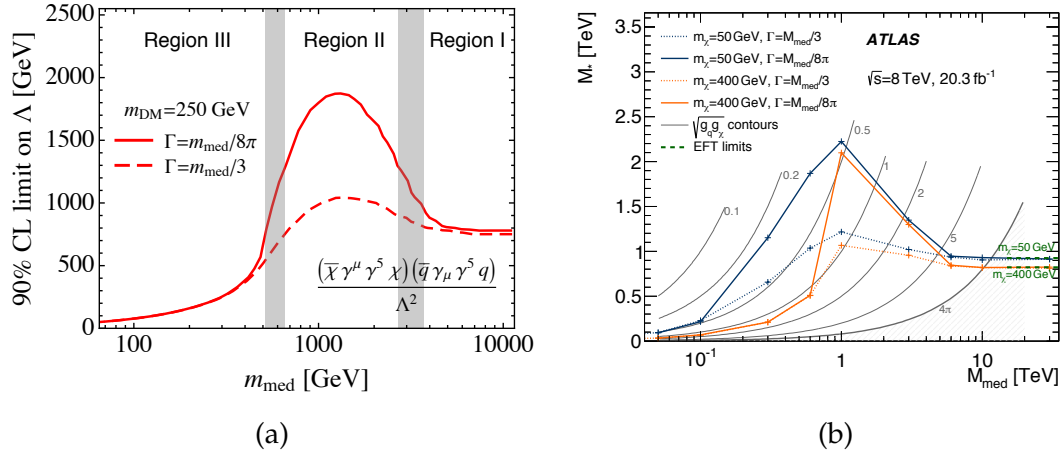 Region III Region II Region I
m_DM=250 GeV
Γ=m_med/8π
Γ=m_med/3
(χ̄ γ^μ γ^5 χ)(q̄ γ_μ γ^5 q)
Λ^2
90% CL limit on Λ [GeV]
2500
2000
1500
1000
500
0
100 1000 10000
m_med [GeV]
(a)
M_* [TeV]
3.5
3
2.5
2
1.5
1
0.5
0
m_χ=50 GeV, Γ=M_med/3
m_χ=50 GeV, Γ=M_med/8π
m_χ=400 GeV, Γ=M_med/3
m_χ=400 GeV, Γ=M_med/8π
√g_q g_χ contours
EFT limits
ATLAS
√s=8 TeV, 20.3 fb^-1
0.1
0.2
0.5
1
2
5
4π
m_χ=50 GeV
m_χ=400 GeV
10^-1 1 10
M_med [TeV]
(b)